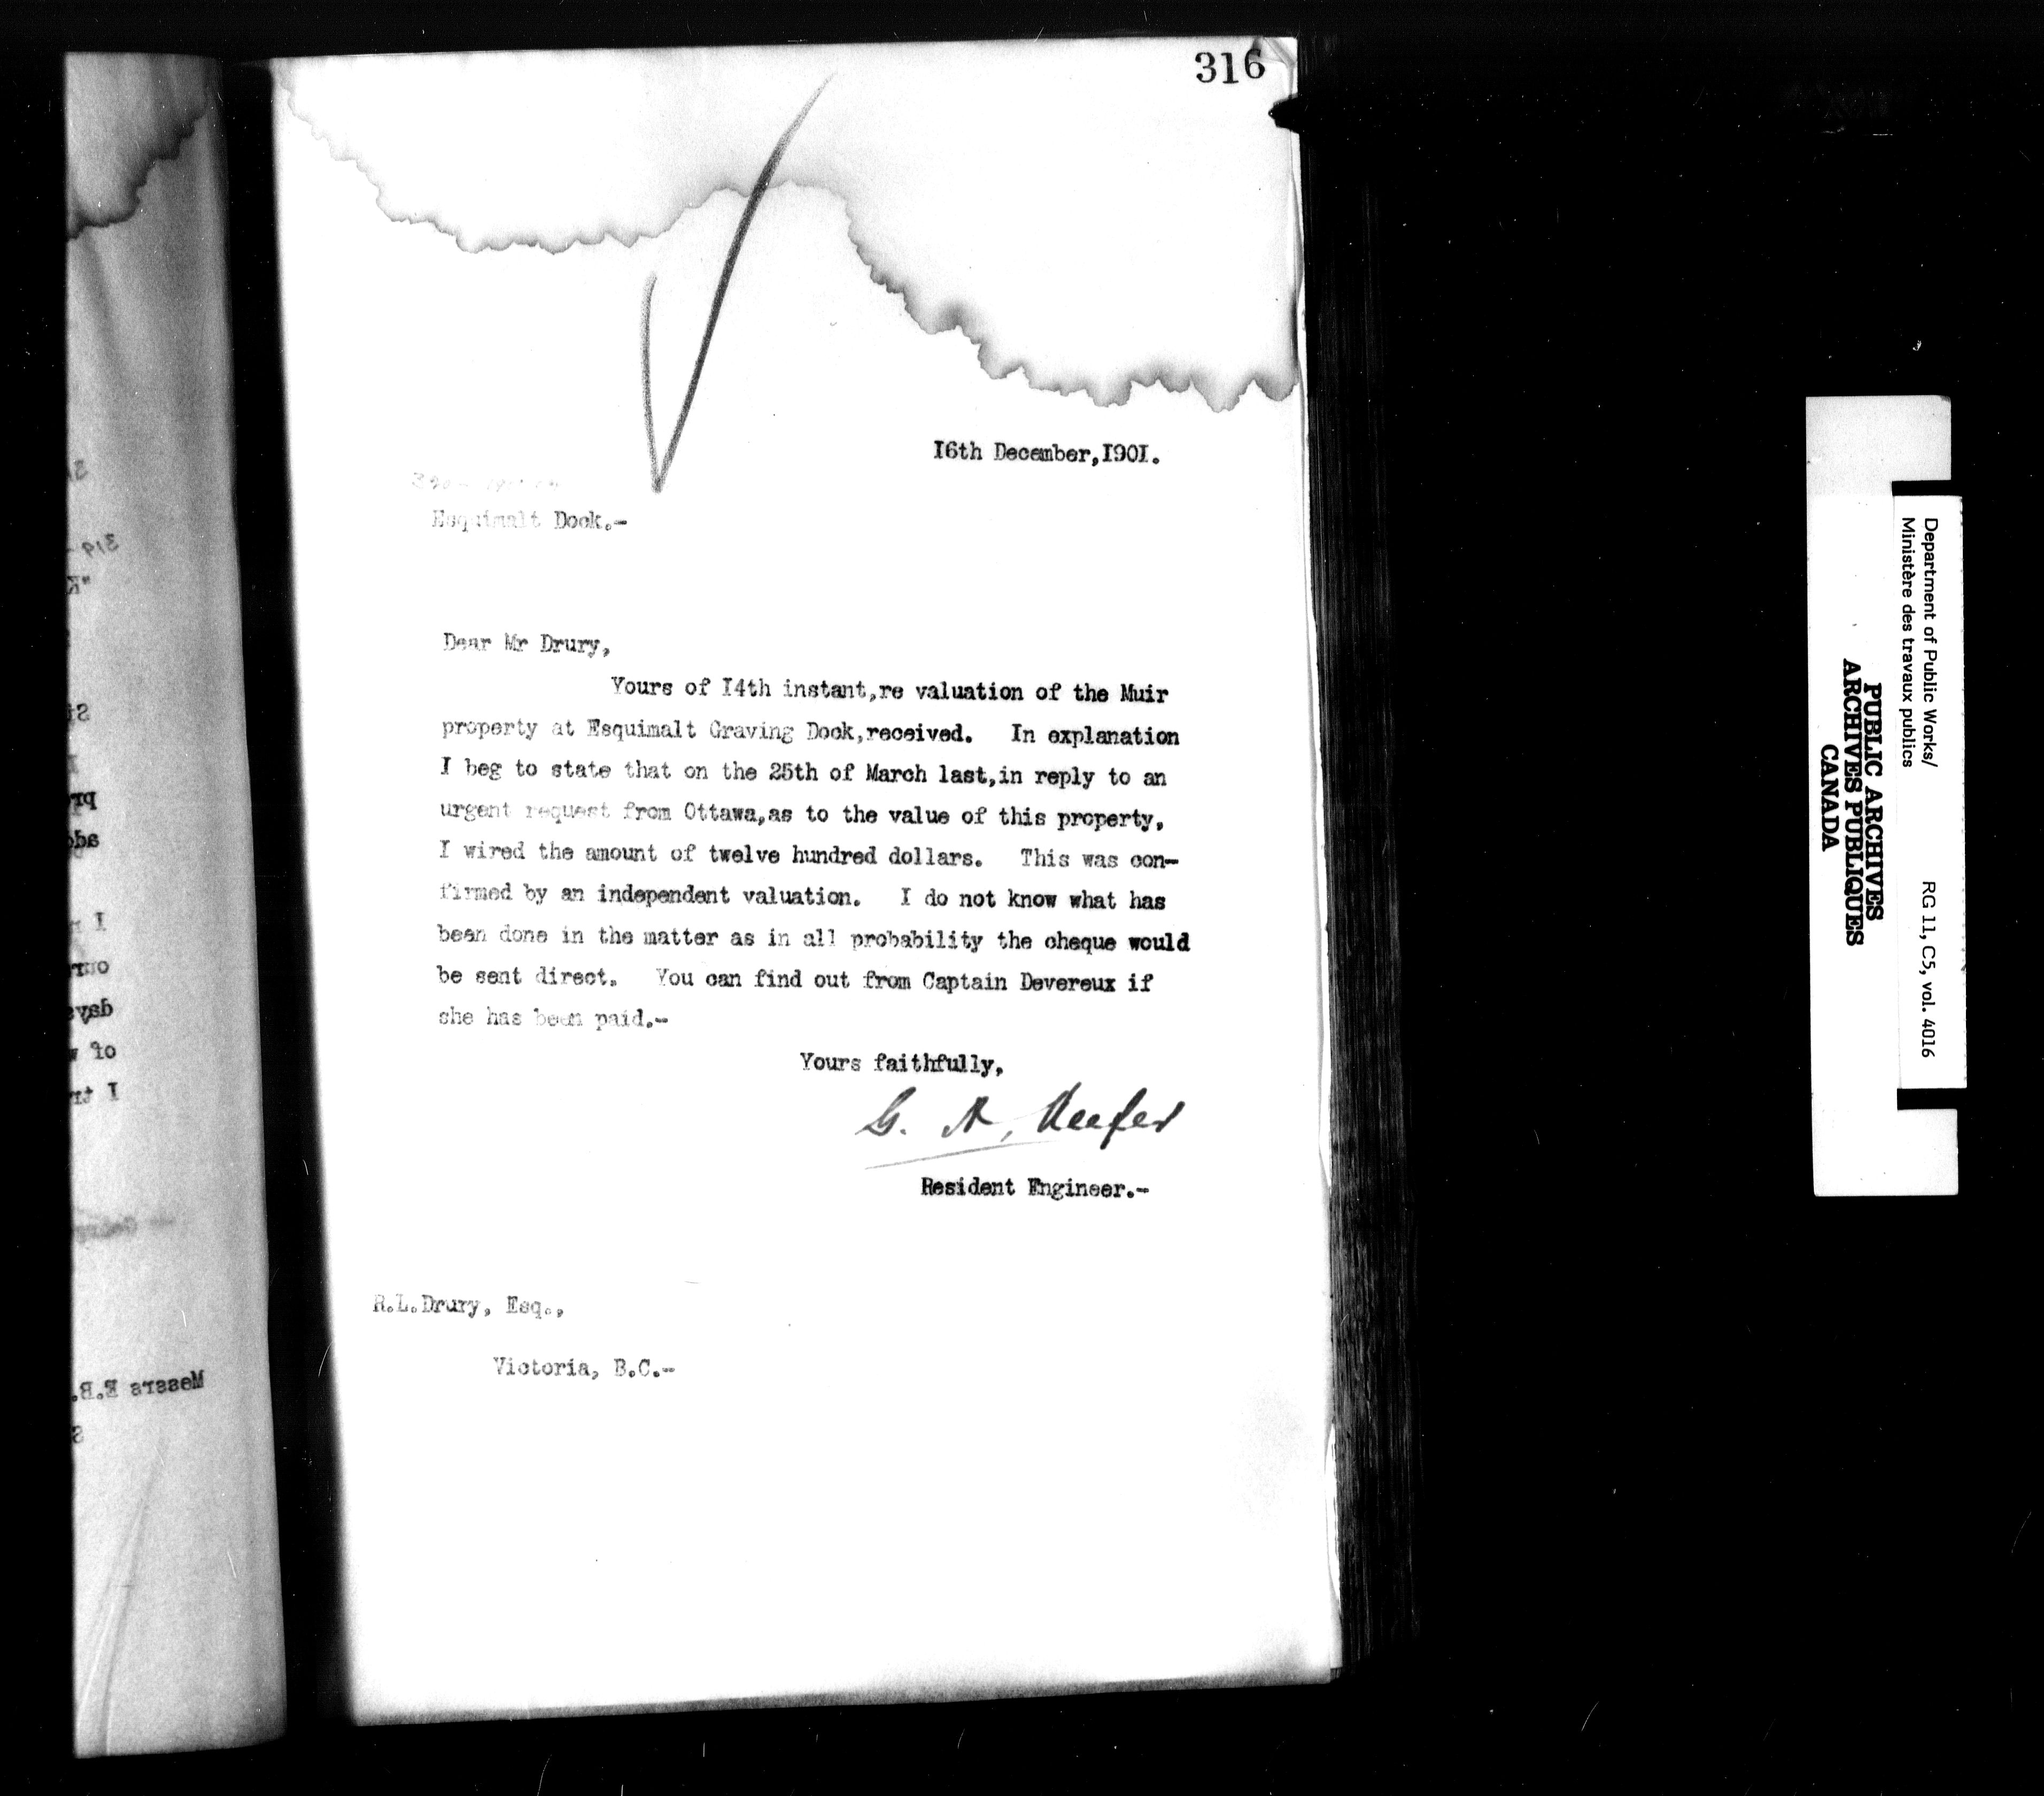 316
16th December,1901.
Esquimalt Dock.-
Dear Mr Drury,
Yours of 14th instant,re valuation of the Muir
property at Esquimalt Graving Dock,received. In explanation
I beg to state that on the 25th of March last,in reply to an
urgent request from Ottawa,as to the value of this property,
I wired the amount of twelve hundred dollars. This was con-
firmed by an independent valuation. I do not know what has
been done in the matter as in all probability the cheque would
be sent direct. You can find out from Captain Devereux if
she has been paid.-
Yours faithfully,
G. A. Keefer
Resident Engineer.-
R.L.Drury, Esq.,
Victoria, B.C.-
Messrs E.B.
Department of Public Works/
Ministère des travaux publics
RG 11, C5, vol. 4016
PUBLIC ARCHIVES
ARCHIVES PUBLIQUES
CANADA